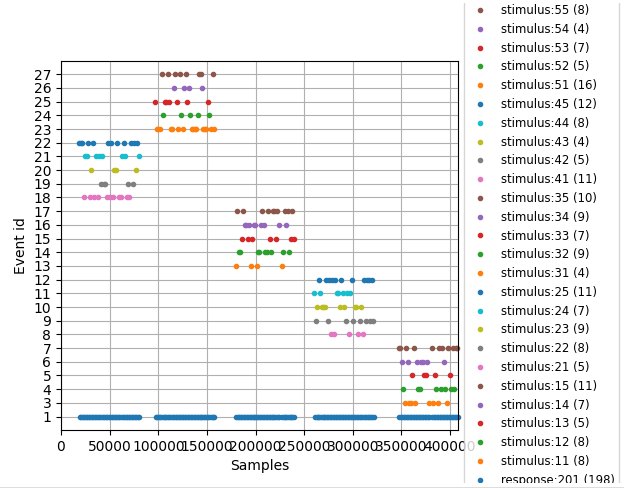 stimulus:55 (8)
stimulus:54 (4)
stimulus:53 (7)
stimulus:52 (5)
stimulus:51 (16)
stimulus:45 (12)
stimulus:44 (8)
stimulus:43 (4)
stimulus:42 (5)
stimulus:41 (11)
stimulus:35 (10)
stimulus:34 (9)
stimulus:33 (7)
stimulus:32 (9)
stimulus:31 (4)
stimulus:25 (11)
stimulus:24 (7)
stimulus:23 (9)
stimulus:22 (8)
stimulus:21 (5)
stimulus:15 (11)
stimulus:14 (7)
stimulus:13 (5)
stimulus:12 (8)
stimulus:11 (8)
response:201 (198)
27
26
25
24
23
22
21
20
19
18
17
16
15
14
13
12
11
10
9
8
7
6
5
4
3
1
Event id
0 50000 100000 150000 200000 250000 300000 350000 400000
Samples